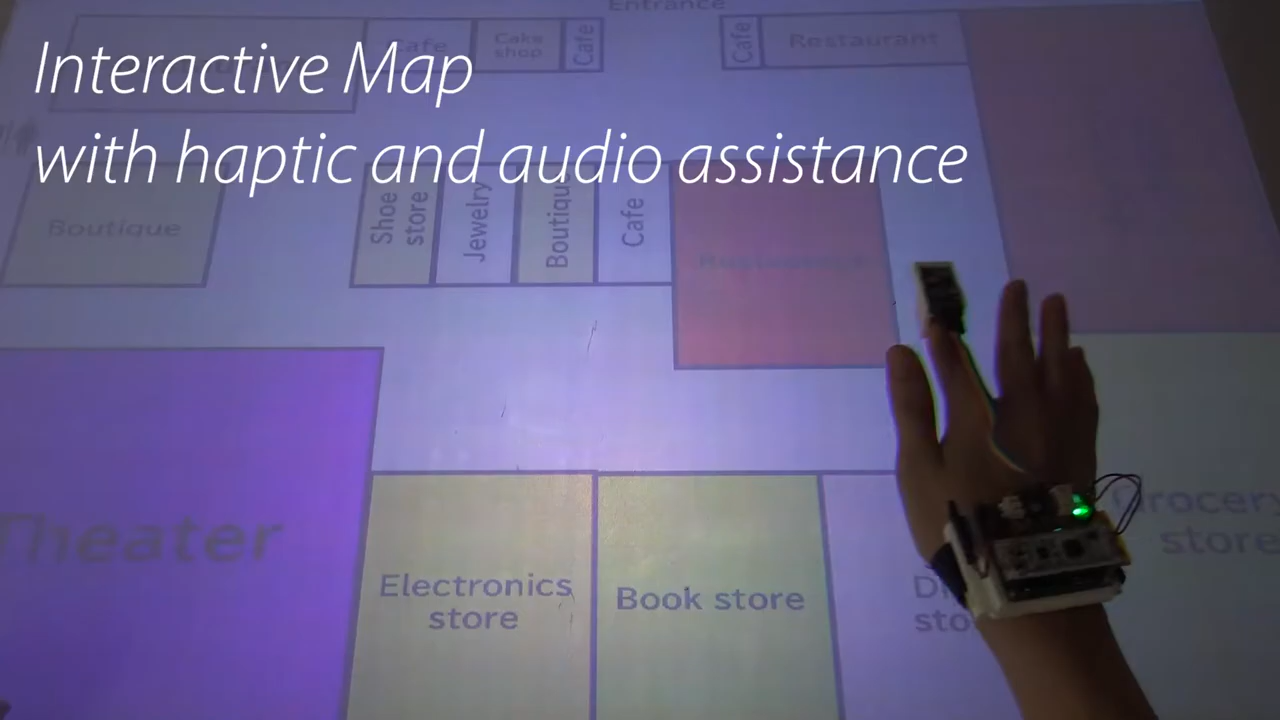 Entrance
Interactive Map
with haptic and audio assistance
Cafe
Cake
shop
Cafe
Cafe
Restaurant
Boutique
Shoe
store
Jewelry
Boutique
Cafe
Restaurant
Theater
Electronics
store
Book store
Grocery
store